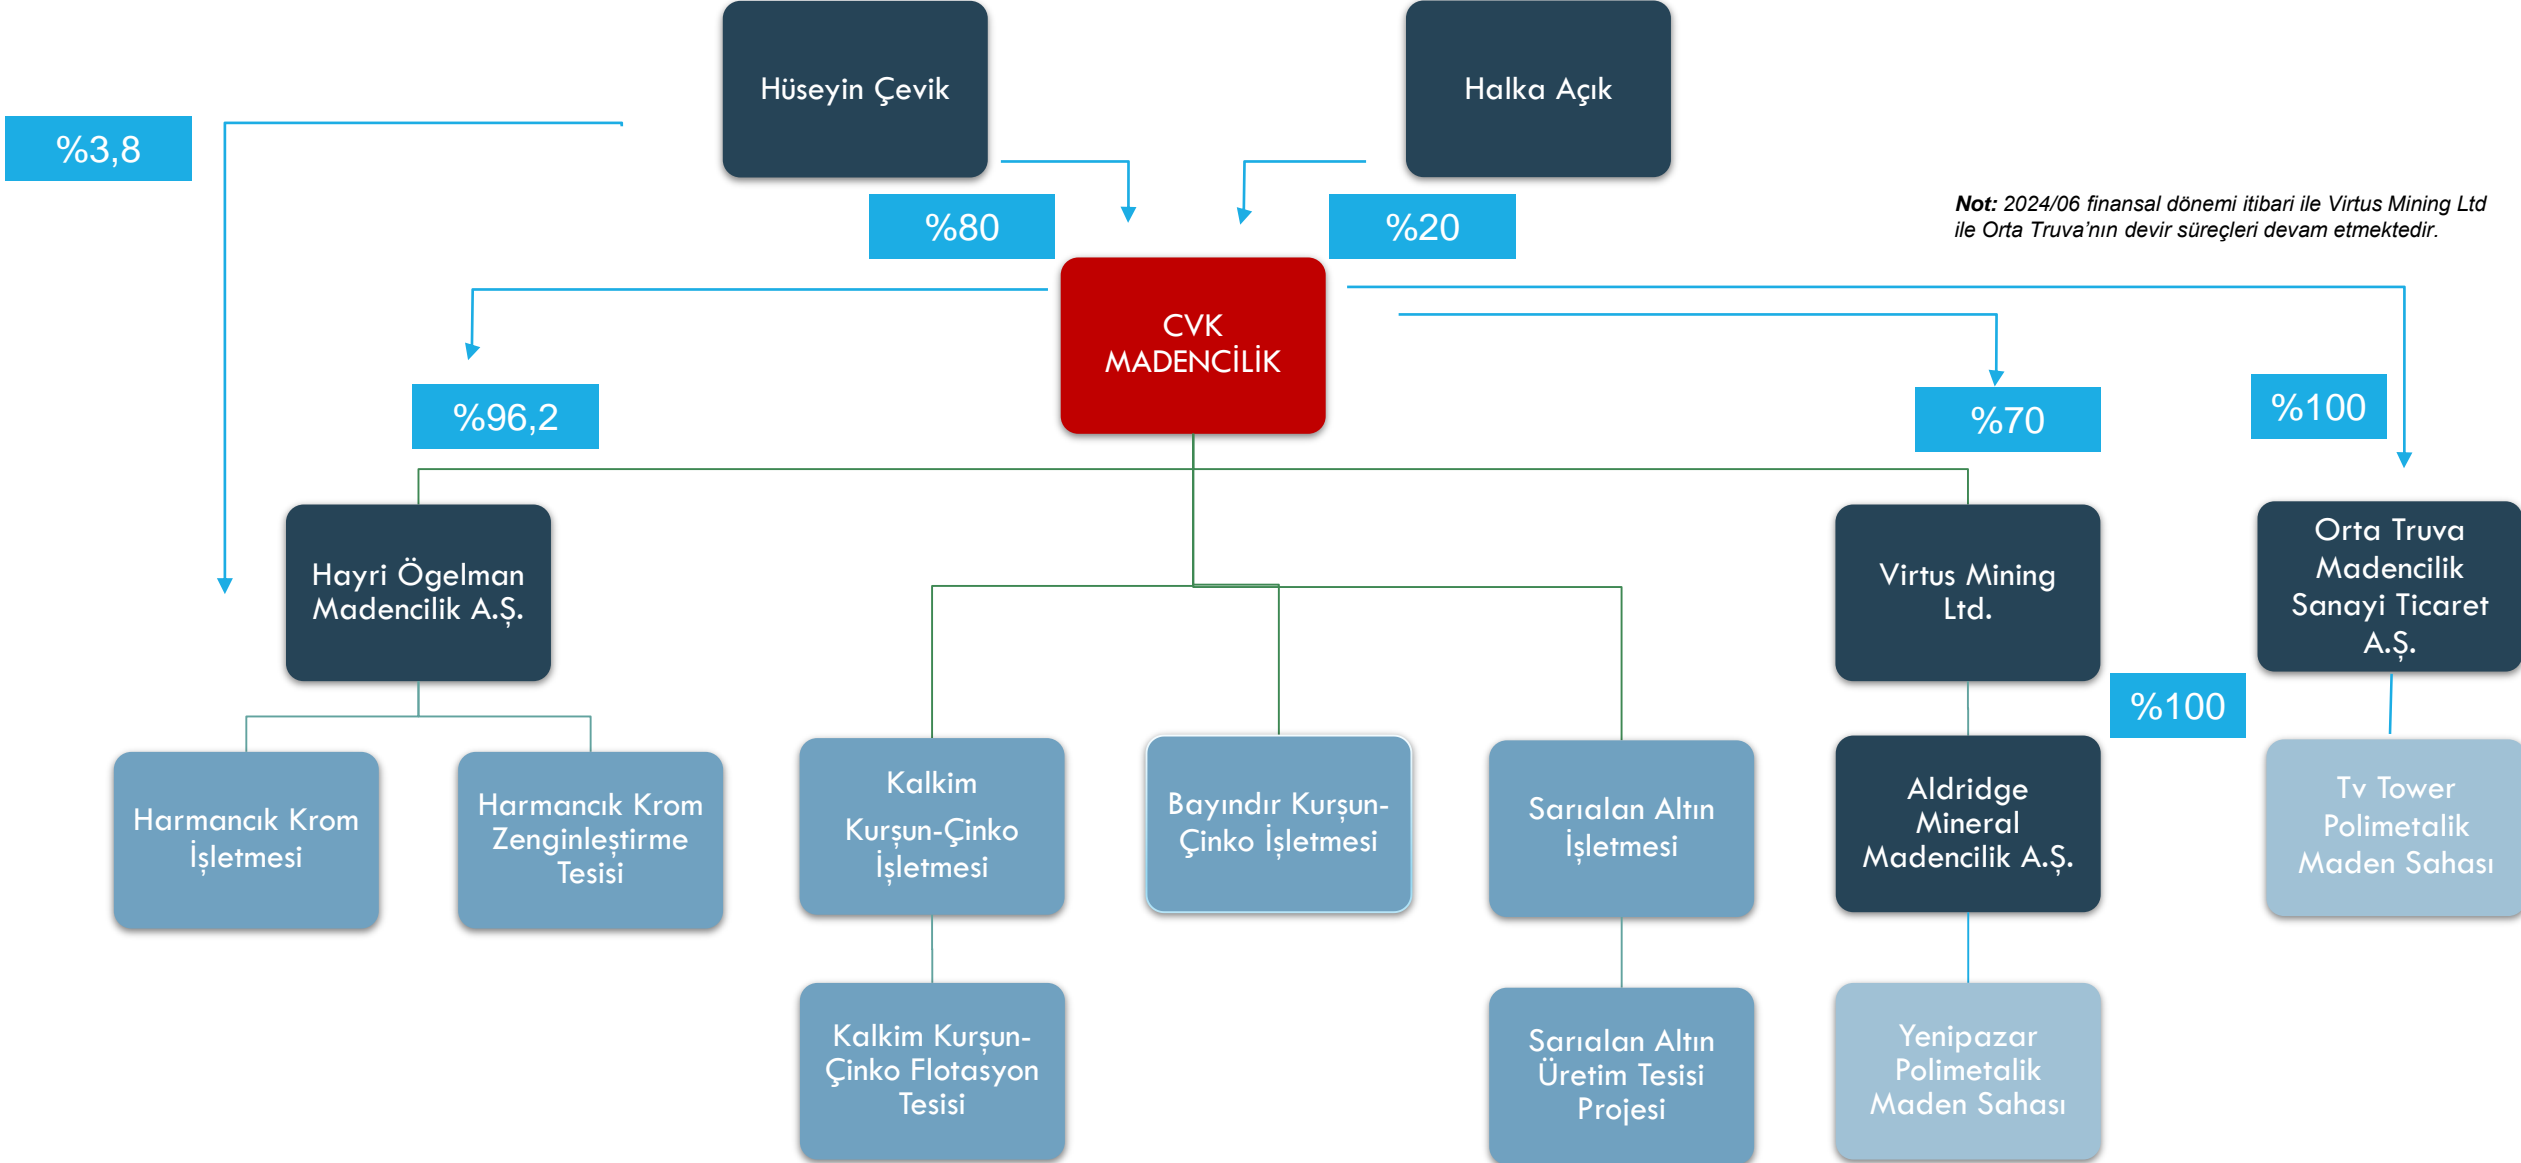 Hüseyin Çevik
Halka Açık
%3,8
%80
%20
Not: 2024/06 finansal dönemi itibari ile Virtus Mining Ltd
ile Orta Truva’nın devir süreçleri devam etmektedir.
CVK
MADENCİLİK
%96,2
%70
%100
Hayri Ögelman
Madencilik A.Ş.
Virtus Mining
Ltd.
Orta Truva
Madencilik
Sanayi Ticaret
A.Ş.
%100
Harmancık Krom
İşletmesi
Harmancık Krom
Zenginleştirme
Tesisi
Kalkim
Kurşun-Çinko
İşletmesi
Bayındır Kurşun-
Çinko İşletmesi
Sarıalan Altın
İşletmesi
Aldridge
Mineral
Madencilik A.Ş.
Tv Tower
Polimetalik
Maden Sahası
Kalkim Kurşun-
Çinko Flotasyon
Tesisi
Sarıalan Altın
Üretim Tesisi
Projesi
Yenipazar
Polimetalik
Maden Sahası